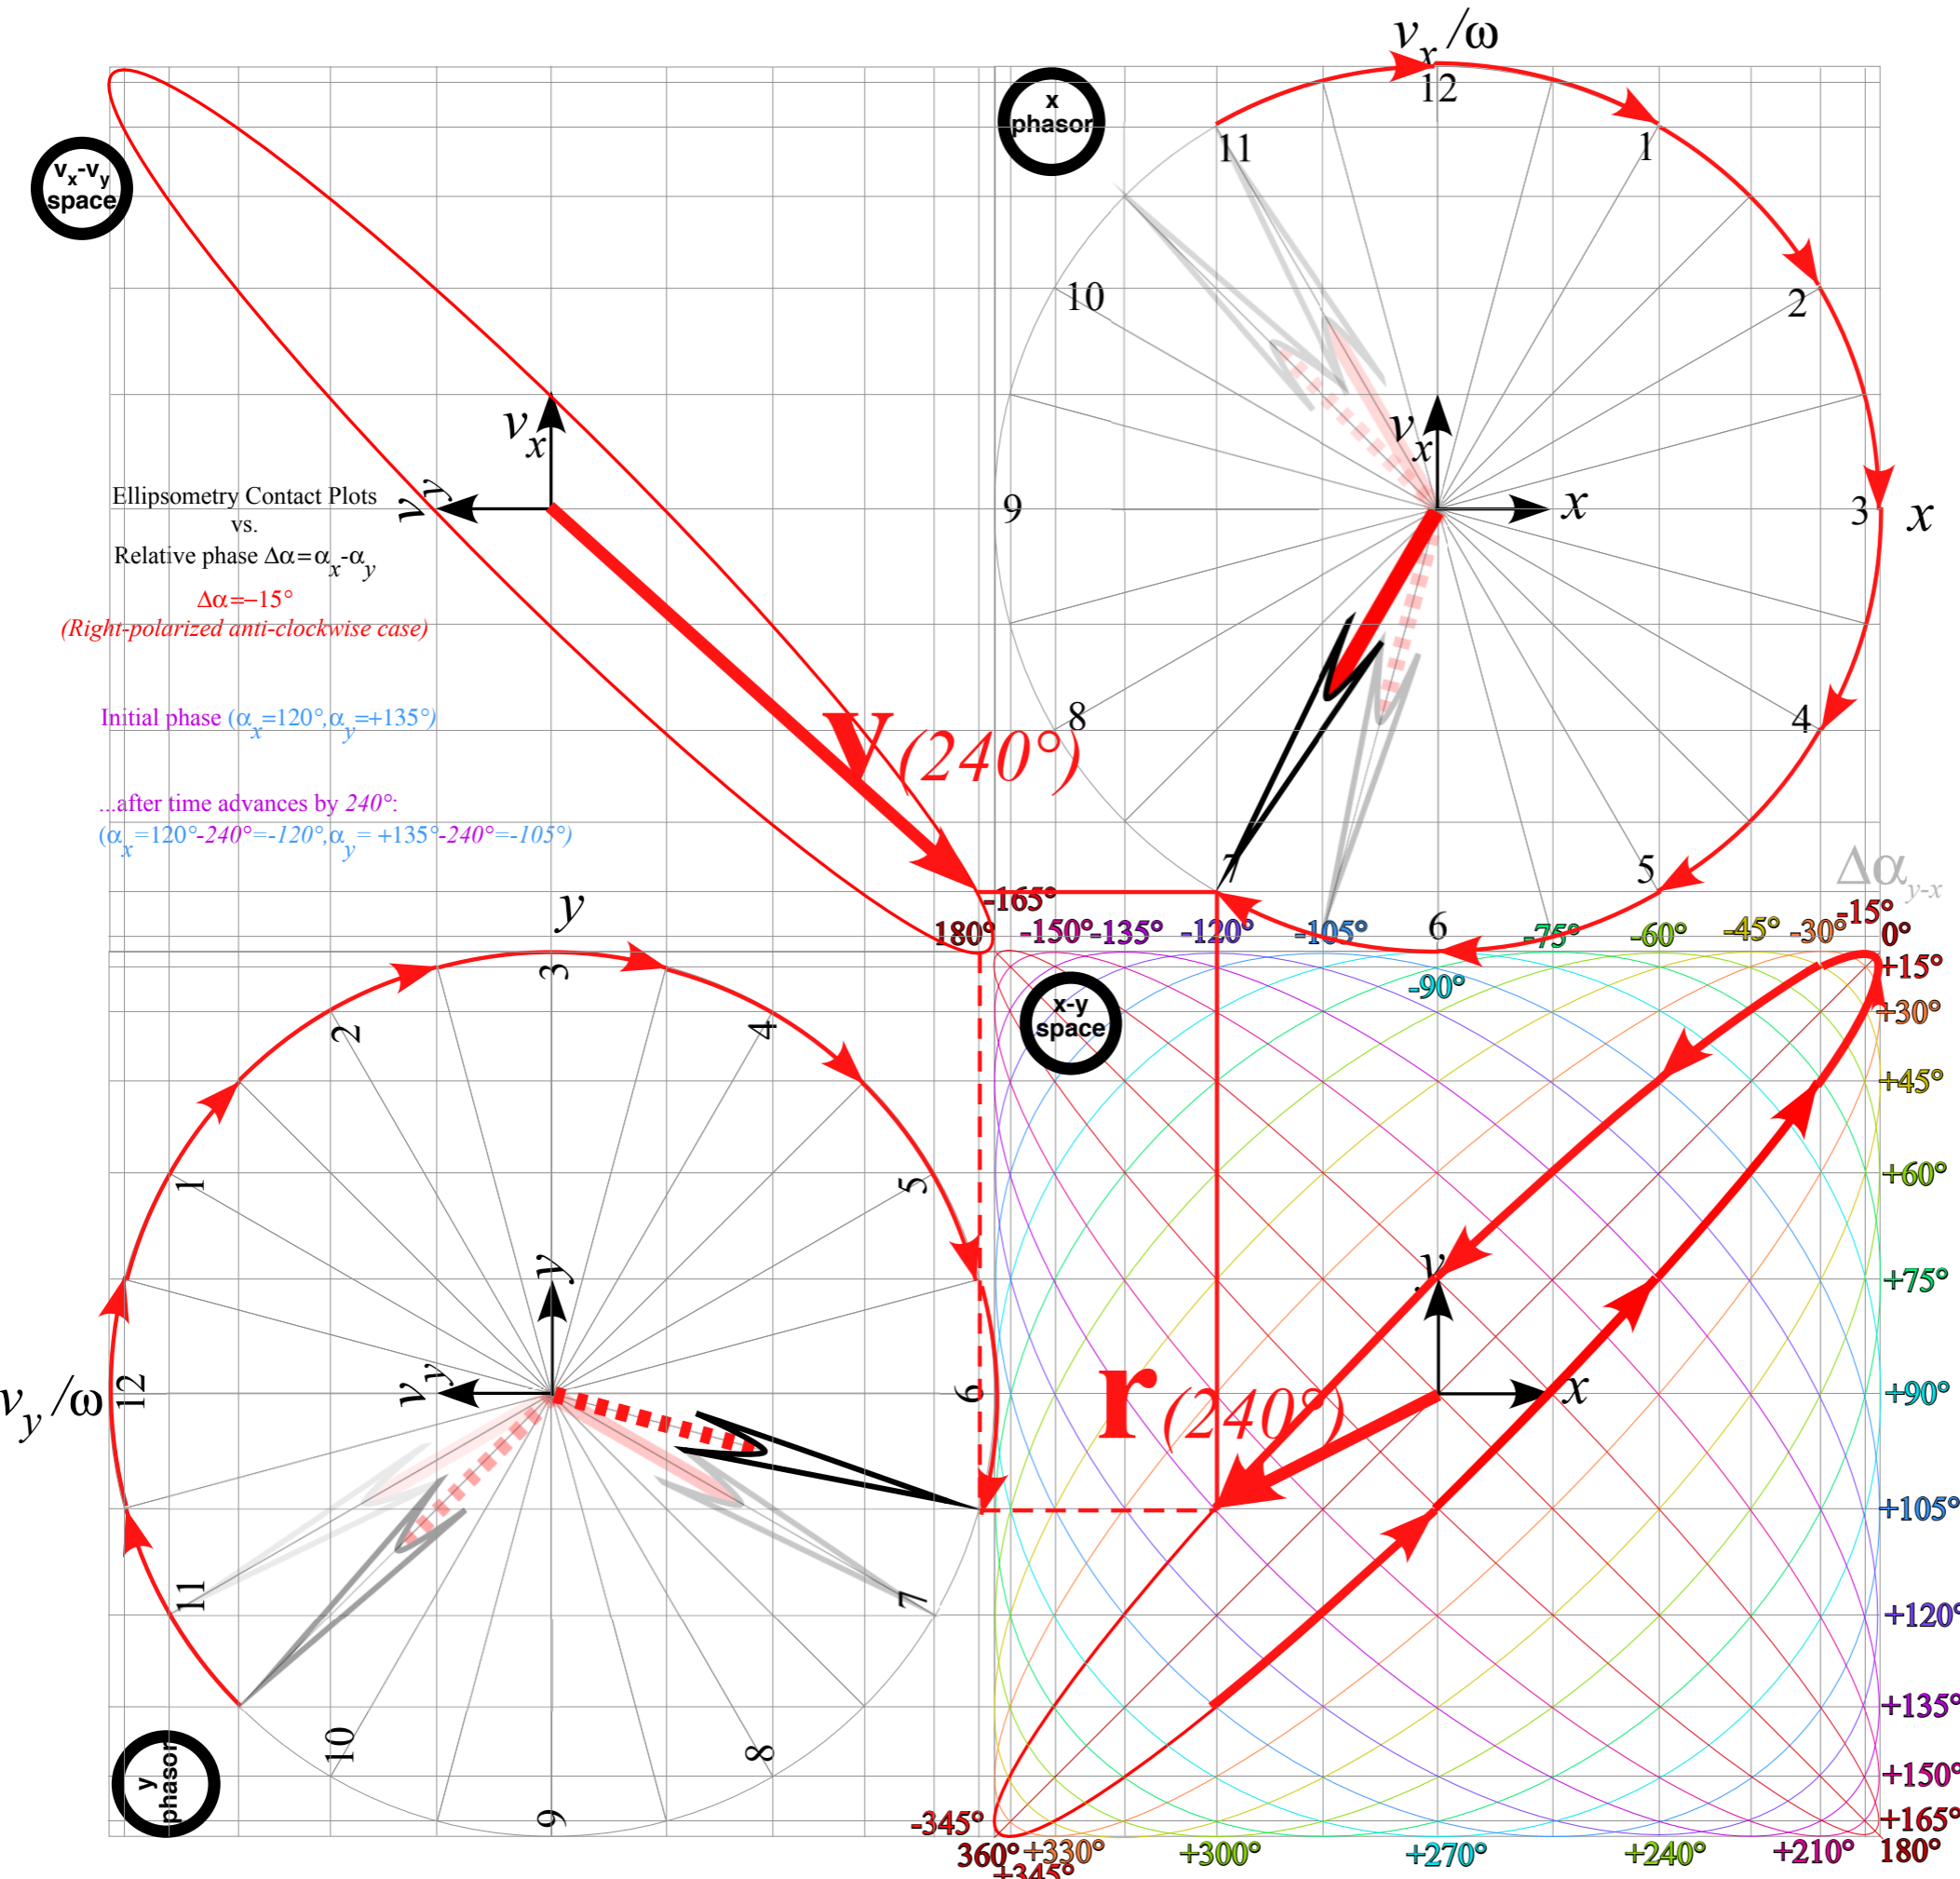 v_x /ω
x
phasor
12
11
1
v_x-v_y
space
10
2
v_x
v_x
v_y
x
9
3
x
Ellipsometry Contact Plots
vs.
Relative phase Δα=α_x-α_y
Δα=−15°
(Right-polarized anti-clockwise case)
8
4
Initial phase (α_x=120°,α_y=+135°)
v(240°)
...after time advances by 240°:
(α_x=120°-240°=-120°,α_y= +135°-240°=-105°)
7
5
Δα_y-x
-165°
-15°
180°
-150°
-135°
-120°
-105°
6
-75°
-60°
-45°
-30°
0°
-90°
y
3
+15°
x-y
space
2
4
+30°
+45°
1
5
+60°
y
y
+75°
v_y /ω
12
v_y
6
r(240°)
x
+90°
+105°
11
7
+120°
+135°
10
8
y
phasor
9
+150°
-345°
+165°
360°
+330°
+300°
+270°
+240°
+210°
180°
+345°